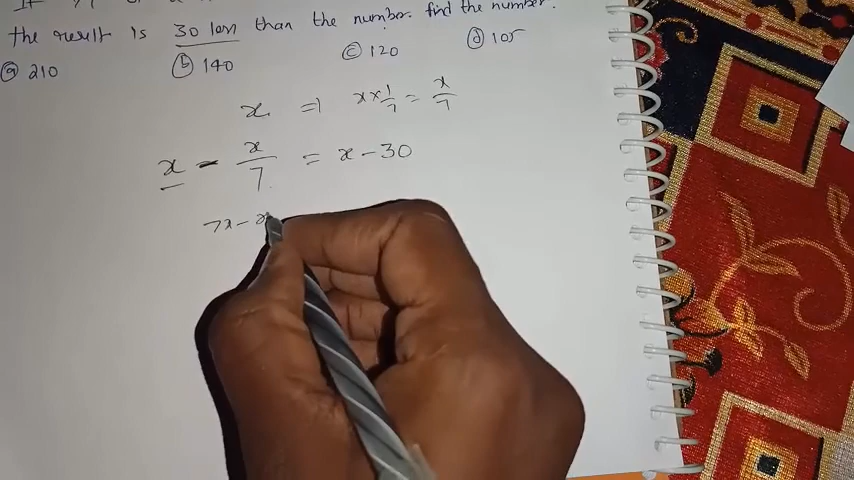 the result is 30 less than the number. find the number.
ⓐ 210 ⓑ 140 ⓒ 120 ⓓ 105
x ⇒ x × 1/7 = x/7
x - x/7 = x - 30
7x - x